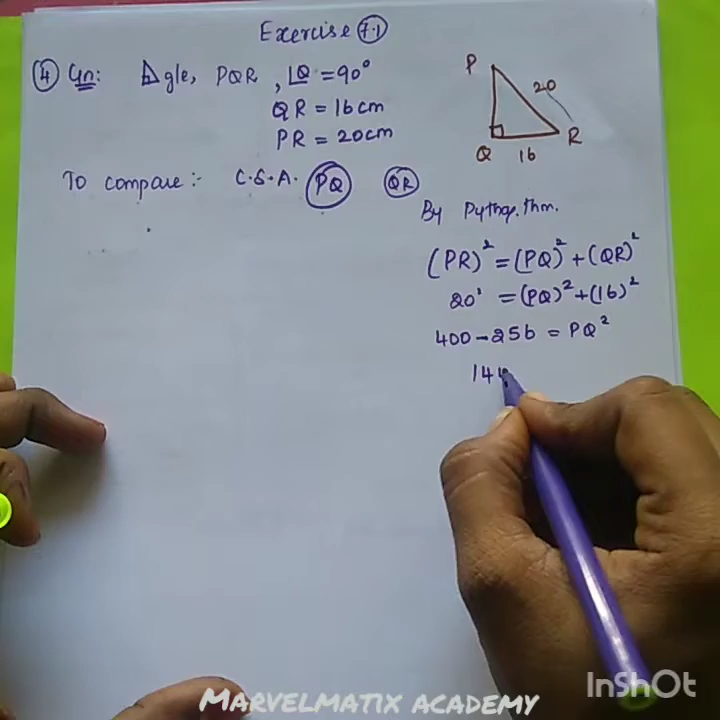 Exercise 7.1
④ Gn: △gle, PQR, ∠Q = 90°
QR = 16cm
PR = 20cm
P
20
Q
16
R
To compare :- C.S.A. PQ QR
By Pythag. thm.
(PR)² = (PQ)² + (QR)²
20² = (PQ)² + (16)²
400 - 256 = PQ²
144
MARVELMATIX ACADEMY
InShOt